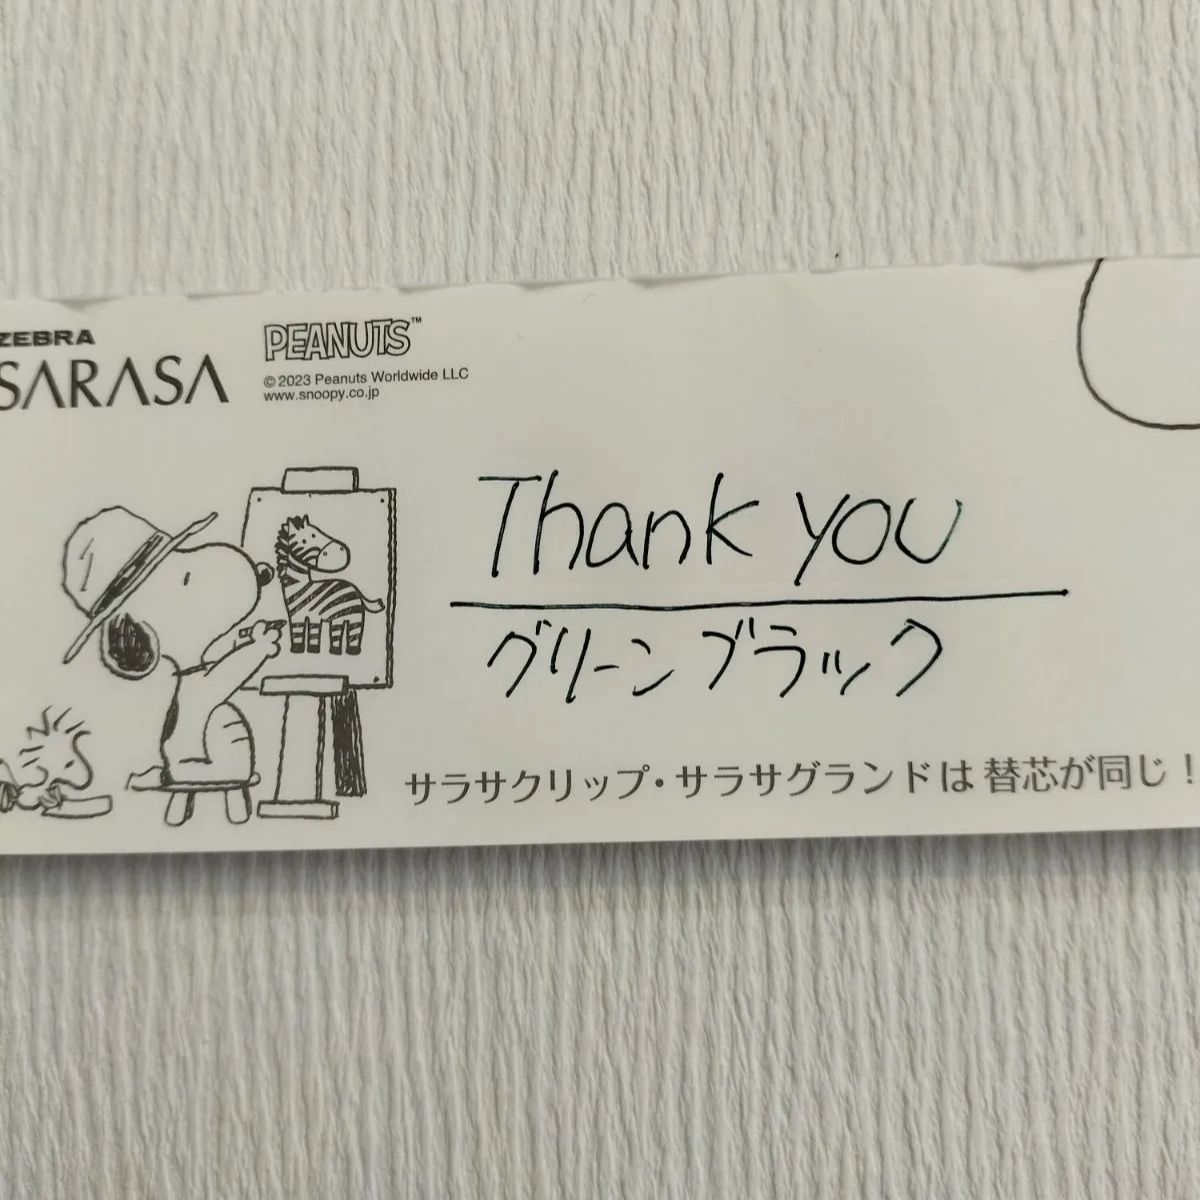 ZEBRA
SARASA
PEANUTS™
©2023 Peanuts Worldwide LLC
www.snoopy.co.jp
Thank you
グリーンブラック
サラサクリップ・サラサグランドは替芯が同じ！